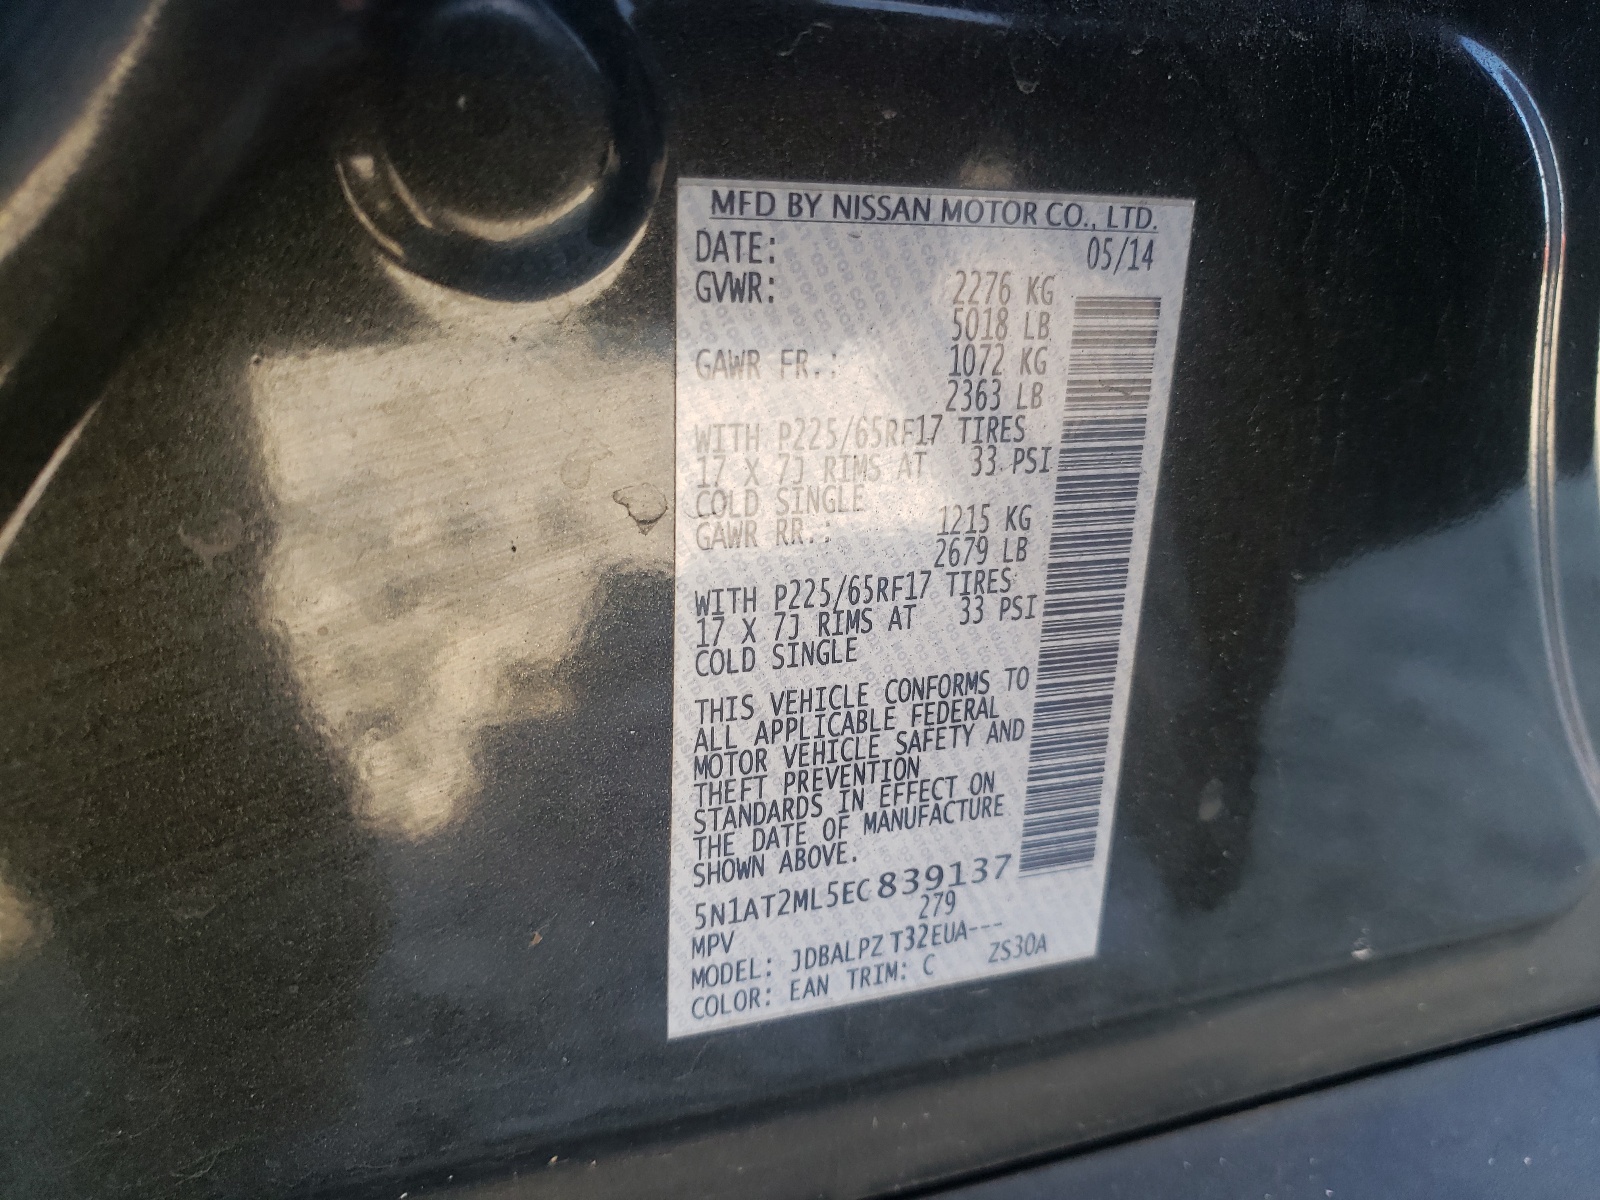 MFD BY NISSAN MOTOR CO., LTD.
DATE: 05/14
GVWR: 2276 KG
5018 LB
GAWR FR.: 1072 KG
2363 LB
WITH P225/65RF17 TIRES
17 X 7J RIMS AT 33 PSI
COLD SINGLE
GAWR RR.: 1215 KG
2679 LB
WITH P225/65RF17 TIRES
17 X 7J RIMS AT 33 PSI
COLD SINGLE
THIS VEHICLE CONFORMS TO
ALL APPLICABLE FEDERAL
MOTOR VEHICLE SAFETY AND
THEFT PREVENTION
STANDARDS IN EFFECT ON
THE DATE OF MANUFACTURE
SHOWN ABOVE.
5N1AT2ML5EC839137
MPV 279
MODEL: JDBALPZ T32EUA---
COLOR: EAN TRIM: C ZS30A